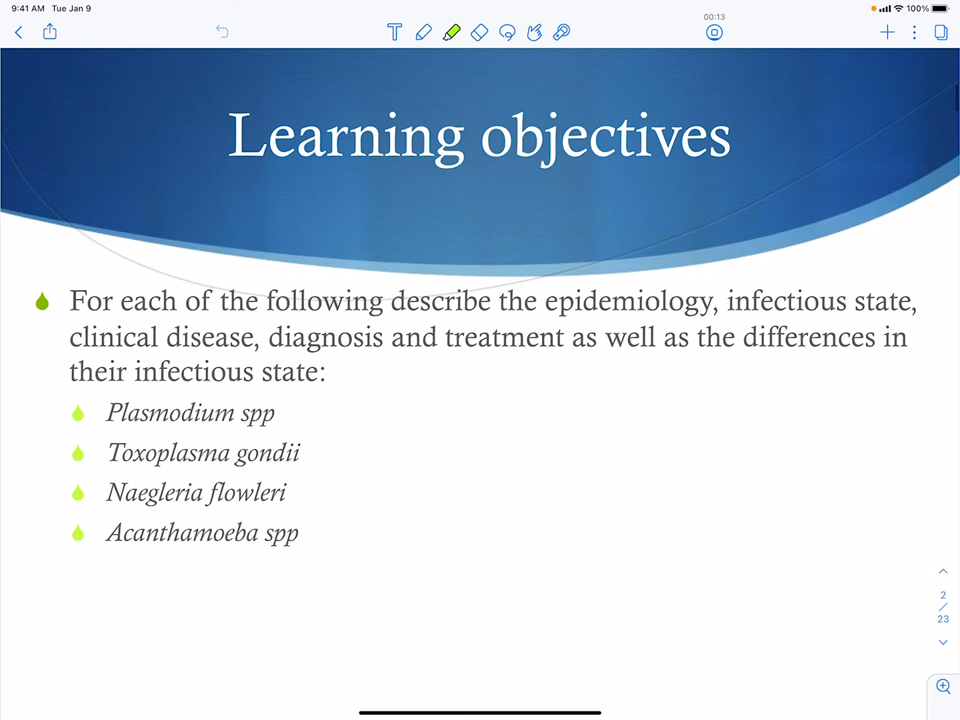 9:41 AM Tue Jan 9
100%
00:13
Learning objectives
For each of the following describe the epidemiology, infectious state,
clinical disease, diagnosis and treatment as well as the differences in
their infectious state:
Plasmodium spp
Toxoplasma gondii
Naegleria flowleri
Acanthamoeba spp
2
/
23